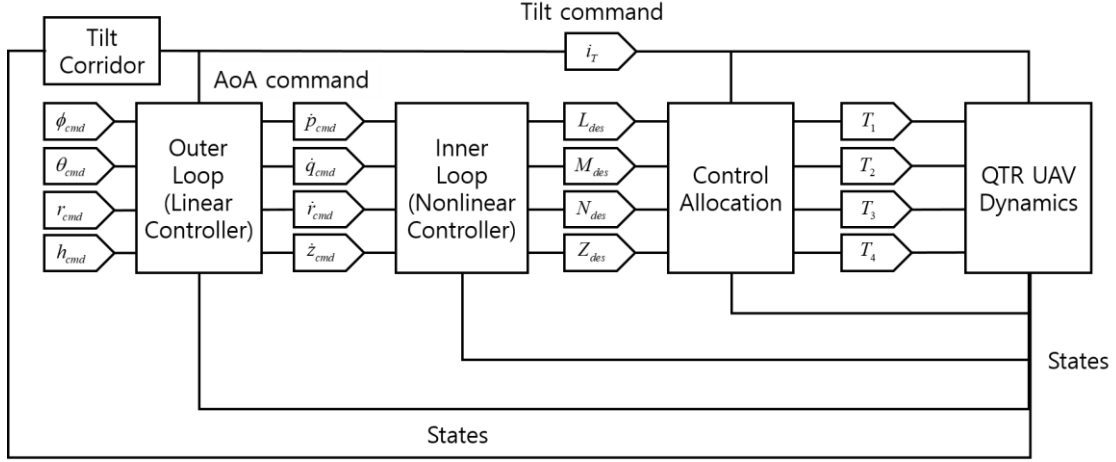 Tilt command
Tilt
Corridor
i_T
AoA command
ϕ_cmd
θ_cmd
r_cmd
h_cmd
Outer
Loop
(Linear
Controller)
ṗ_cmd
q̇_cmd
ṙ_cmd
ż_cmd
Inner
Loop
(Nonlinear
Controller)
L_des
M_des
N_des
Z_des
Control
Allocation
T_1
T_2
T_3
T_4
QTR UAV
Dynamics
States
States